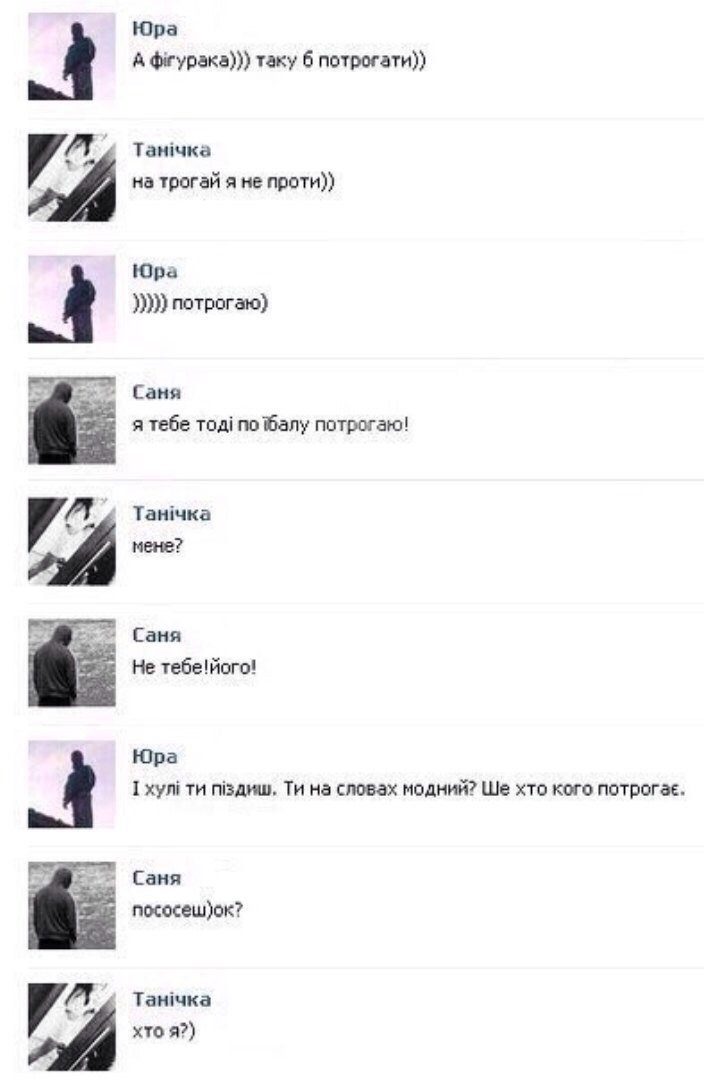 Юра
А фігурака))) таку б потрогати))
Танічка
на трогай я не проти))
Юра
))))) потрогаю)
Саня
я тебе тоді по їбалу потрогаю!
Танічка
мене?
Саня
Не тебе!його!
Юра
І хулі ти піздиш. Ти на словах модний? Ше хто кого потрогає.
Саня
пососеш)ок?
Танічка
хто я?)